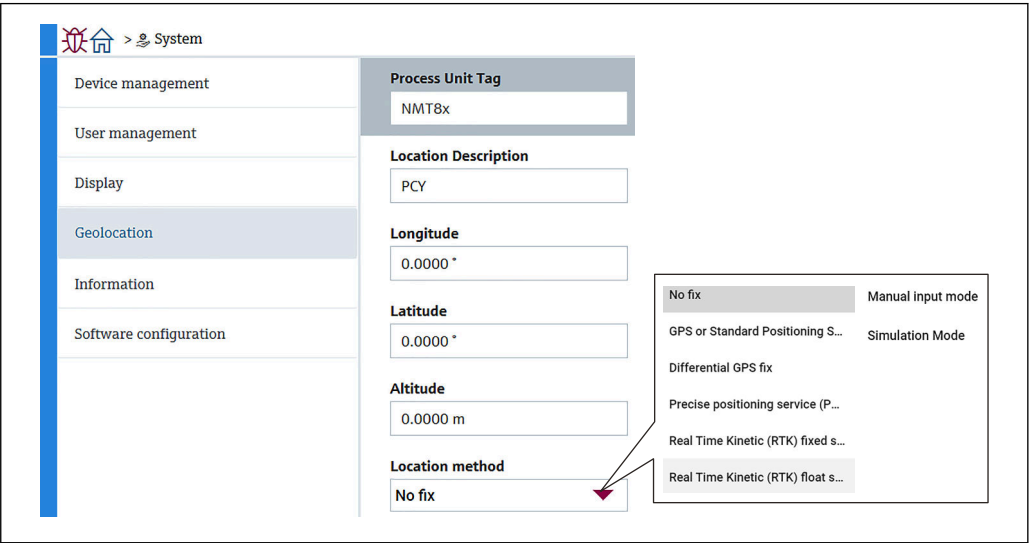 > System
Device management
User management
Display
Geolocation
Information
Software configuration
Process Unit Tag
NMT8x
Location Description
PCY
Longitude
0.0000 °
Latitude
0.0000 °
Altitude
0.0000 m
Location method
No fix
No fix
GPS or Standard Positioning S...
Differential GPS fix
Precise positioning service (P...
Real Time Kinetic (RTK) fixed s...
Real Time Kinetic (RTK) float s...
Manual input mode
Simulation Mode